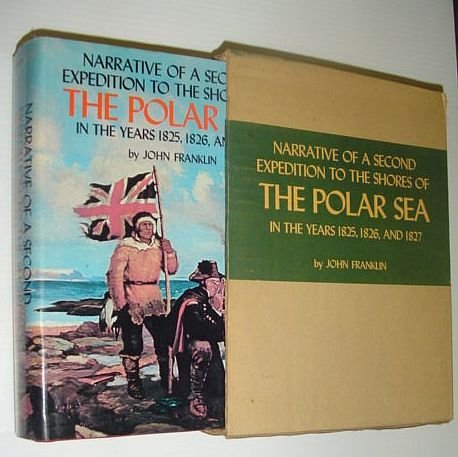 NARRATIVE OF A SECO
EXPEDITION TO THE SHO
THE POLAR
IN THE YEARS 1825, 1826, AN
by JOHN FRANKLIN
NARRATIVE OF A SECOND
NARRATIVE OF A SECOND
EXPEDITION TO THE SHORES OF
THE POLAR SEA
IN THE YEARS 1825, 1826, AND 1827
by JOHN FRANKLIN